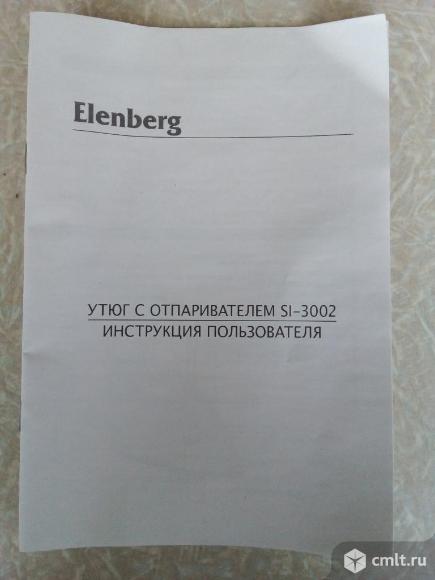 Elenberg
УТЮГ С ОТПАРИВАТЕЛЕМ SI-3002
ИНСТРУКЦИЯ ПОЛЬЗОВАТЕЛЯ
cmlt.ru